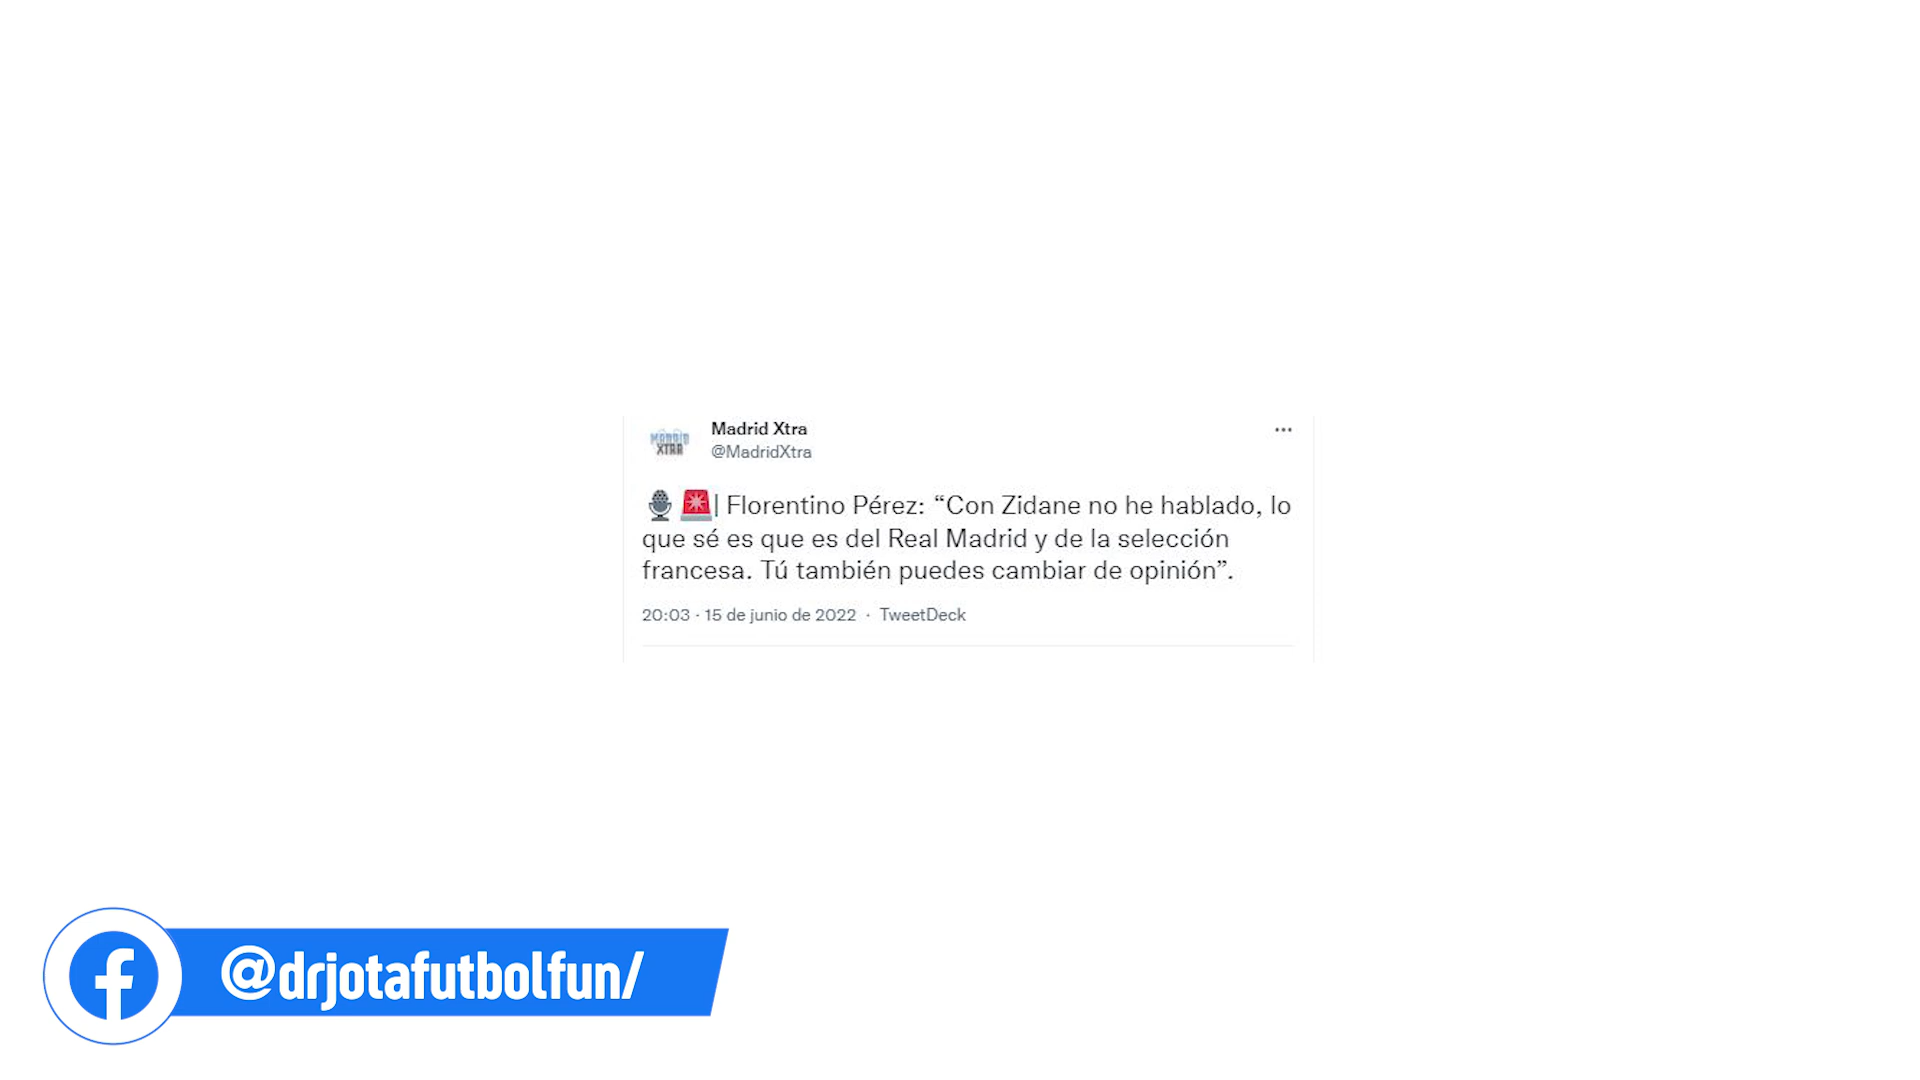 Madrid Xtra
@MadridXtra
MADRID
XTRA
| Florentino Pérez: “Con Zidane no he hablado, lo
que sé es que es del Real Madrid y de la selección
francesa. Tú también puedes cambiar de opinión”.
20:03 · 15 de junio de 2022 · TweetDeck
@drjotafutbolfun/